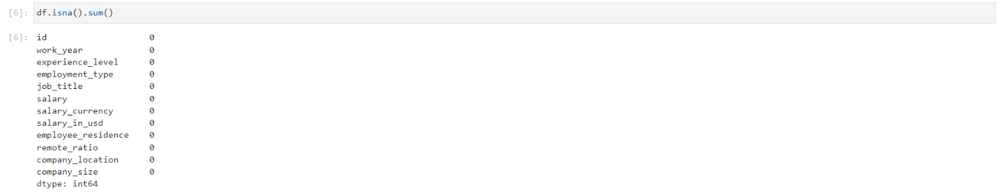 [6]: df.isna().sum()
[6]: id 0
work_year 0
experience_level 0
employment_type 0
job_title 0
salary 0
salary_currency 0
salary_in_usd 0
employee_residence 0
remote_ratio 0
company_location 0
company_size 0
dtype: int64